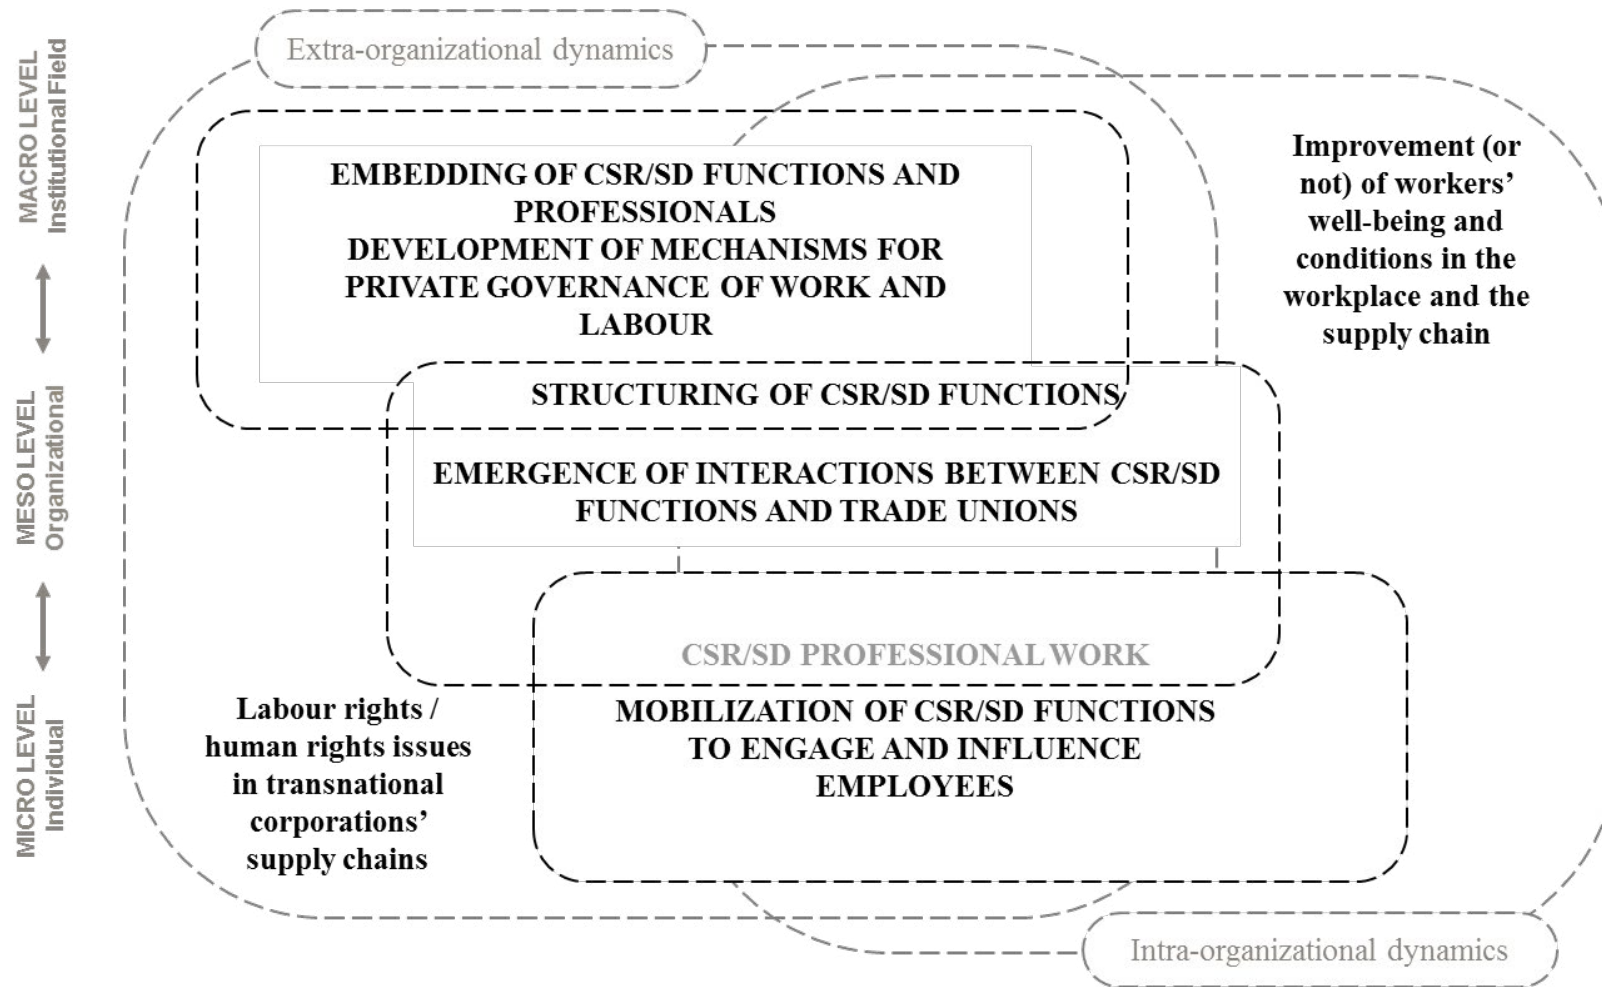 Extra-organizational dynamics
MACRO LEVEL
Institutional Field
EMBEDDING OF CSR/SD FUNCTIONS AND
PROFESSIONALS
DEVELOPMENT OF MECHANISMS FOR
PRIVATE GOVERNANCE OF WORK AND
LABOUR
Improvement (or
not) of workers’
well-being and
conditions in the
workplace and the
supply chain
MESO LEVEL
Organizational
STRUCTURING OF CSR/SD FUNCTIONS
EMERGENCE OF INTERACTIONS BETWEEN CSR/SD
FUNCTIONS AND TRADE UNIONS
MICRO LEVEL
Individual
CSR/SD PROFESSIONAL WORK
MOBILIZATION OF CSR/SD FUNCTIONS
TO ENGAGE AND INFLUENCE
EMPLOYEES
Labour rights /
human rights issues
in transnational
corporations’
supply chains
Intra-organizational dynamics